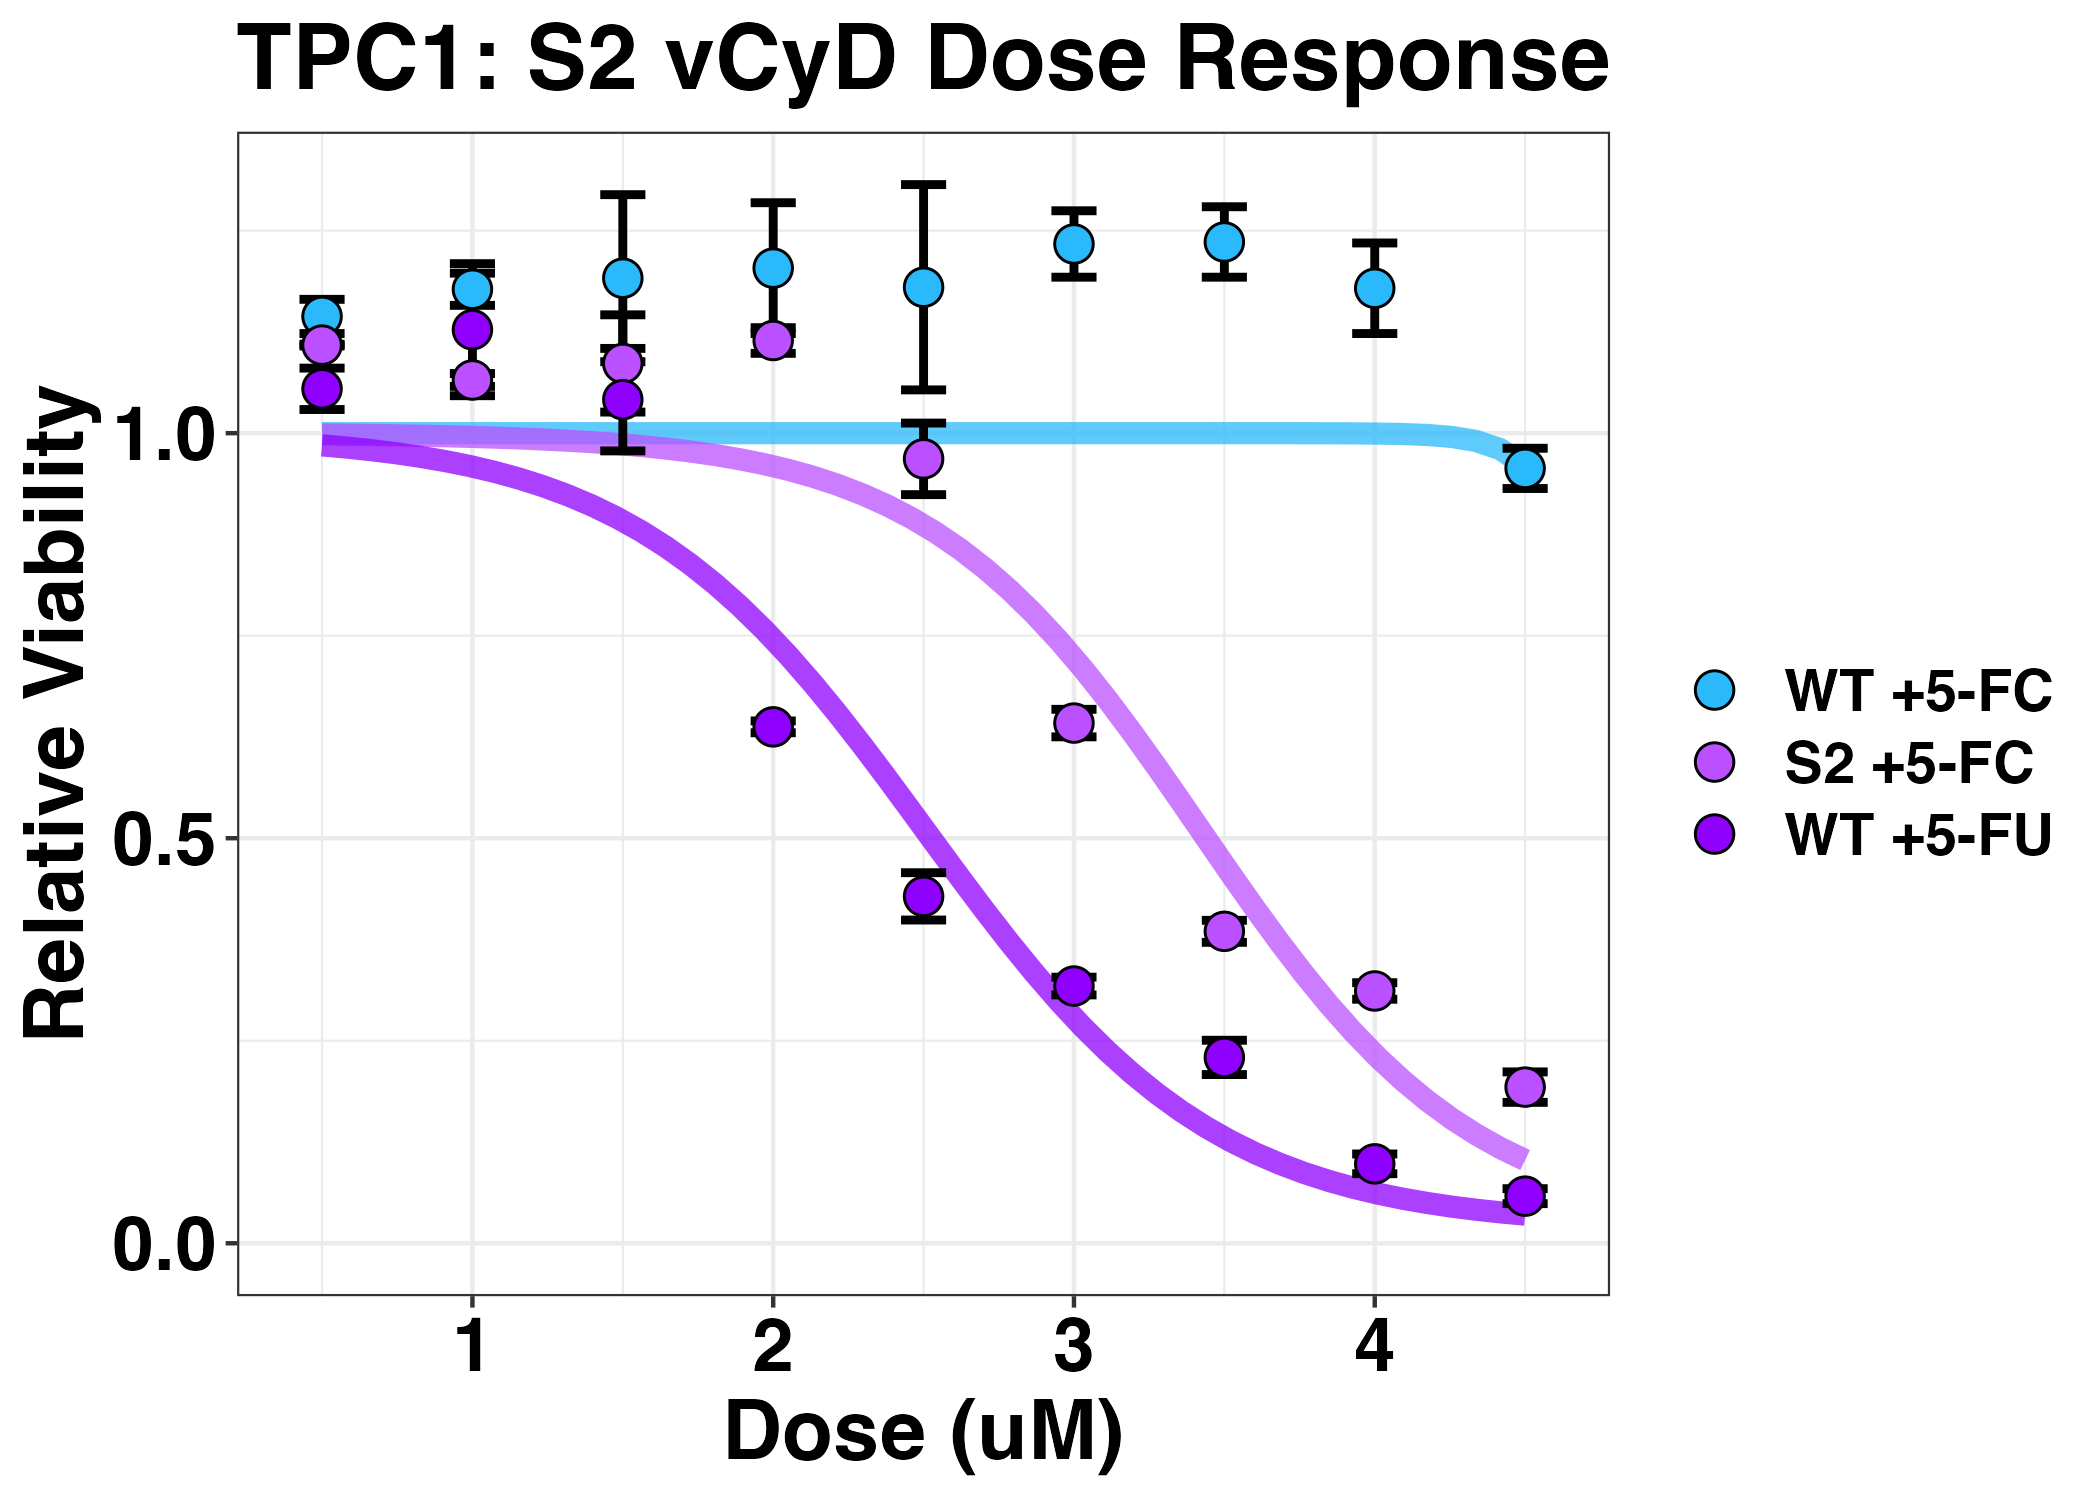 TPC1: S2 vCyD Dose Response
Relative Viability
1.0
0.5
0.0
1 2 3 4
Dose (uM)
WT +5-FC
S2 +5-FC
WT +5-FU